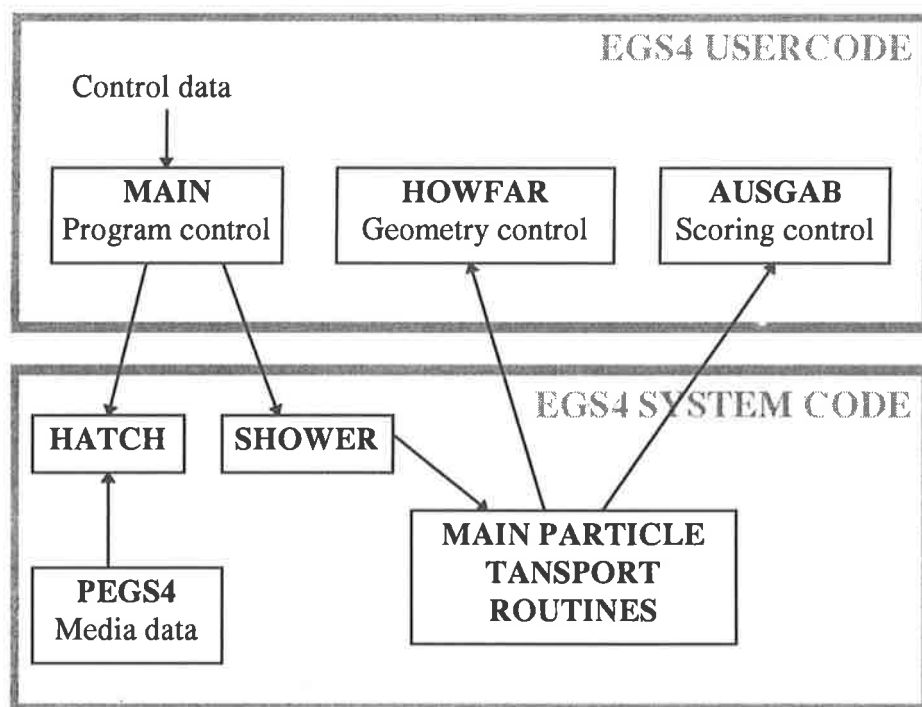 EGS4 USERCODE
Control data
MAIN
Program control
HOWFAR
Geometry control
AUSGAB
Scoring control
EGS4 SYSTEM CODE
HATCH
SHOWER
MAIN PARTICLE
TANSPORT
ROUTINES
PEGS4
Media data